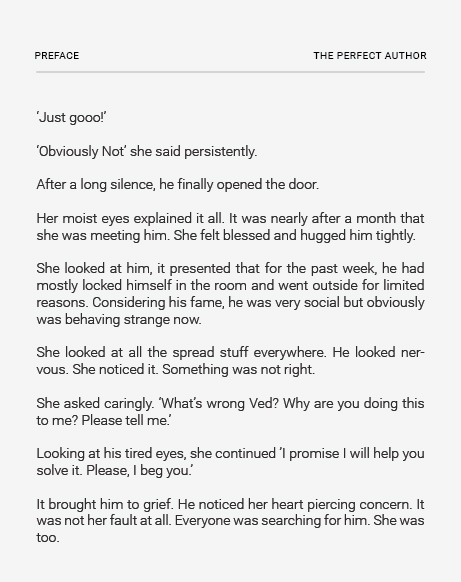 PREFACE THE PERFECT AUTHOR
‘Just gooo!’
‘Obviously Not’ she said persistently.
After a long silence, he finally opened the door.
Her moist eyes explained it all. It was nearly after a month that
she was meeting him. She felt blessed and hugged him tightly.
She looked at him, it presented that for the past week, he had
mostly locked himself in the room and went outside for limited
reasons. Considering his fame, he was very social but obviously
was behaving strange now.
She looked at all the spread stuff everywhere. He looked ner-
vous. She noticed it. Something was not right.
She asked caringly. ‘What’s wrong Ved? Why are you doing this
to me? Please tell me.’
Looking at his tired eyes, she continued ‘I promise I will help you
solve it. Please, I beg you.’
It brought him to grief. He noticed her heart piercing concern. It
was not her fault at all. Everyone was searching for him. She was
too.